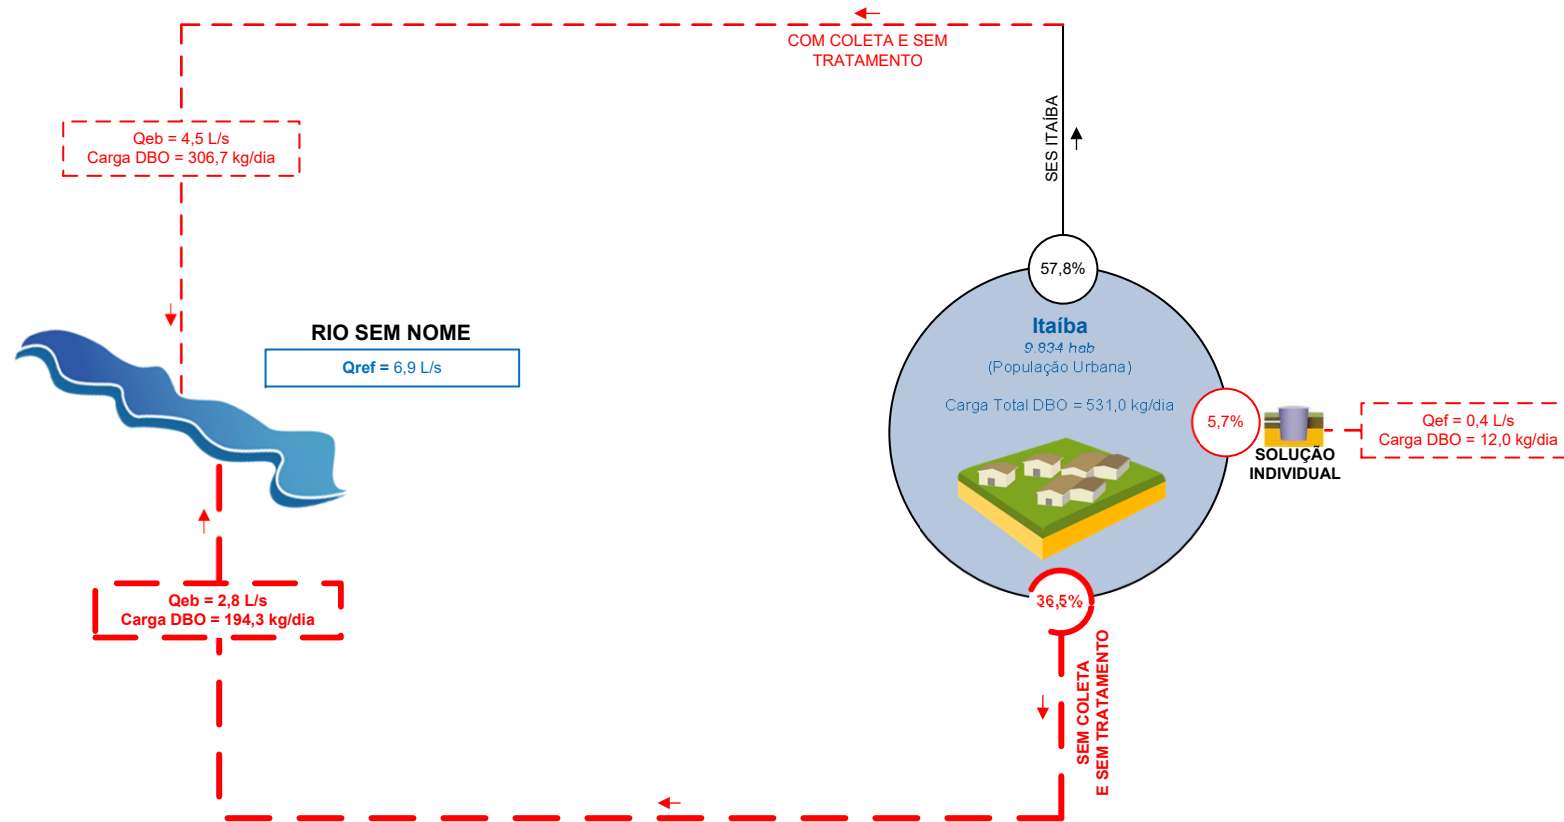 COM COLETA E SEM
TRATAMENTO
SES ITAÍBA
Qeb = 4,5 L/s
Carga DBO = 306,7 kg/dia
57,8%
RIO SEM NOME
Qref = 6,9 L/s
Itaíba
9.834 hab
(População Urbana)
Carga Total DBO = 531,0 kg/dia
5,7%
SOLUÇÃO
INDIVIDUAL
Qef = 0,4 L/s
Carga DBO = 12,0 kg/dia
36,5%
SEM COLETA
E SEM TRATAMENTO
Qeb = 2,8 L/s
Carga DBO = 194,3 kg/dia